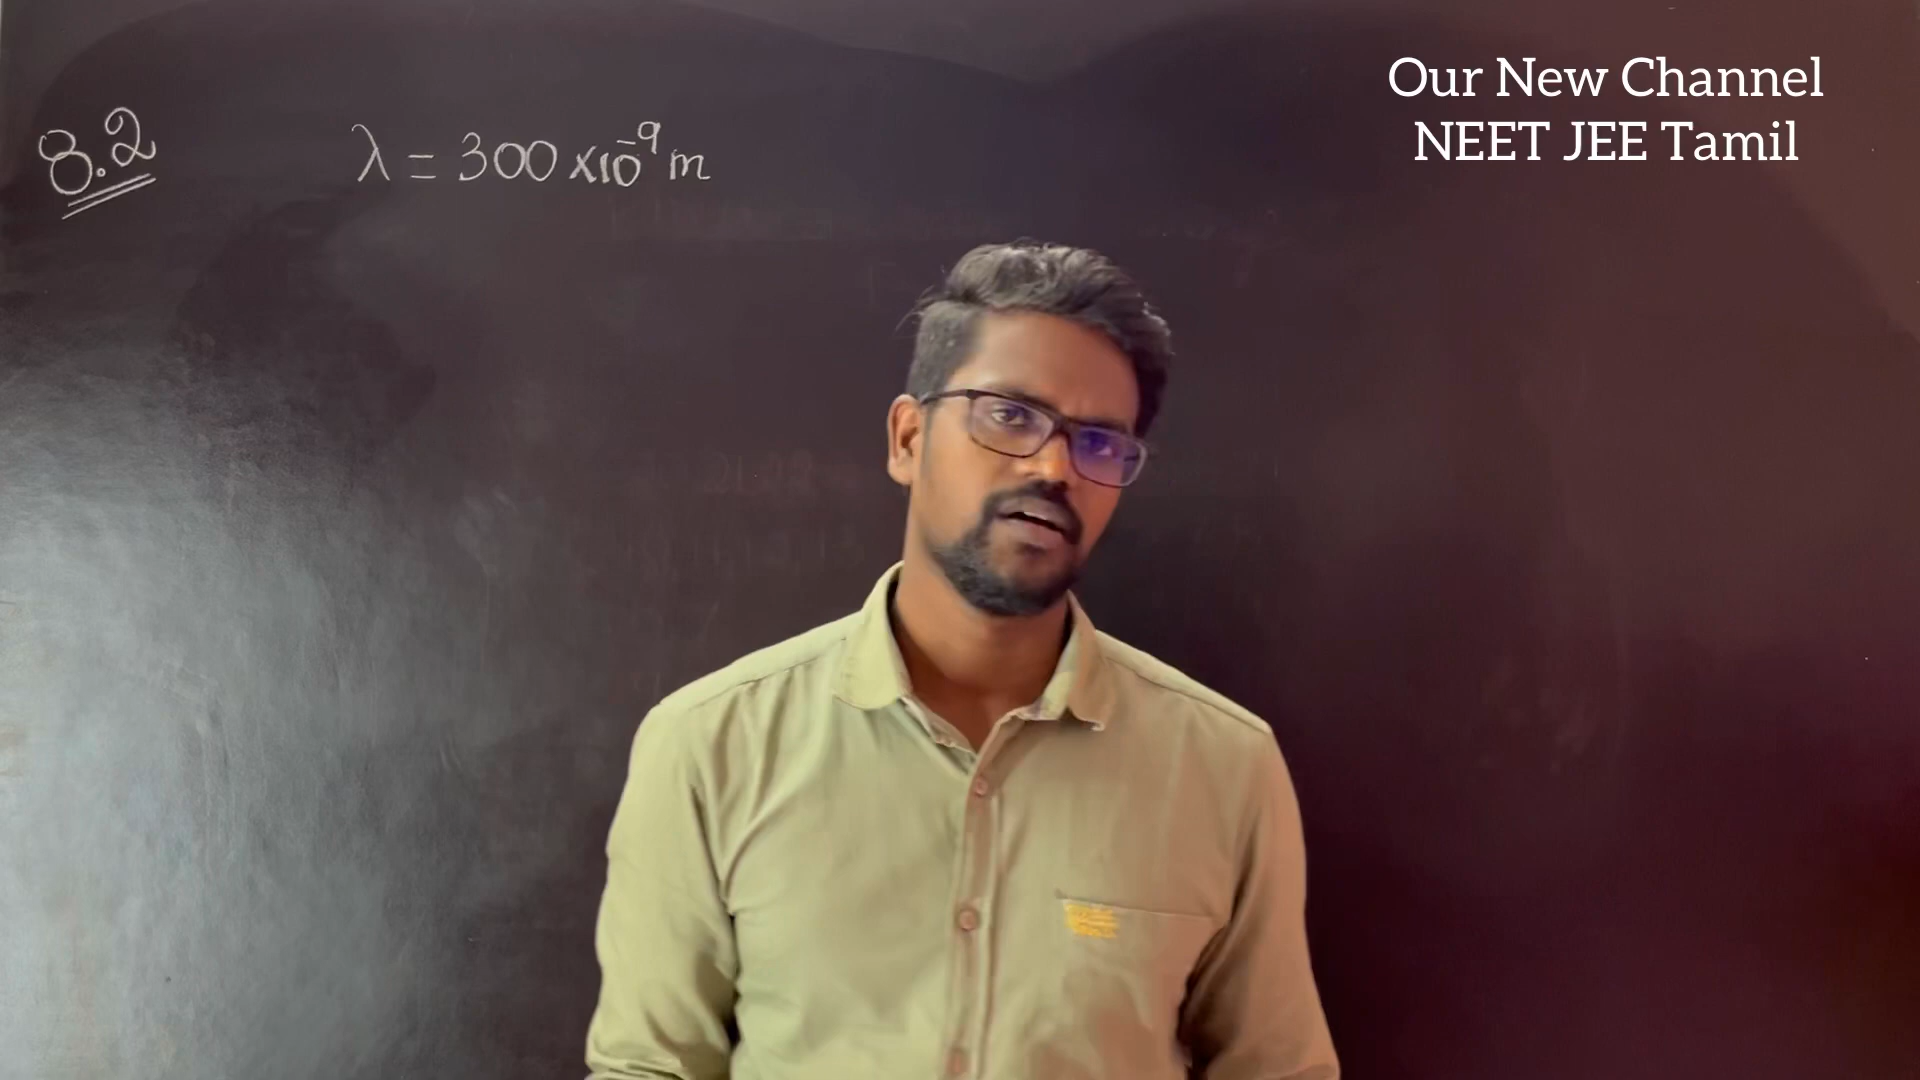 8.2
λ = 300 x10⁻⁹ m
Our New Channel
NEET JEE Tamil